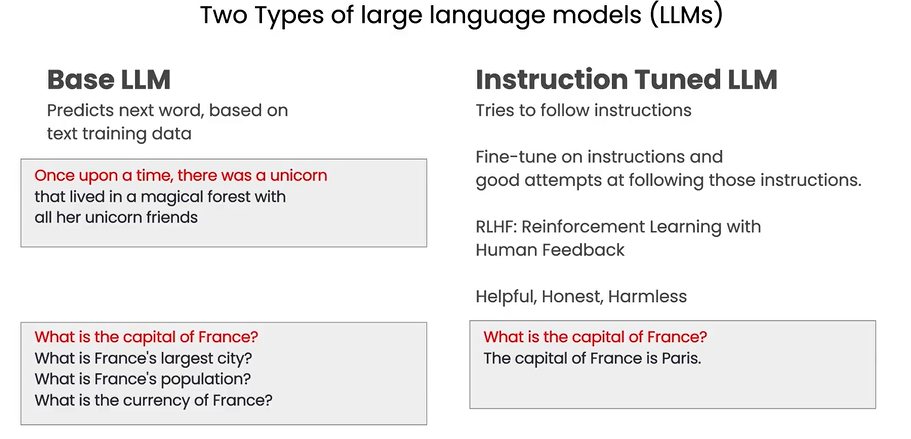 Two Types of large language models (LLMs)
Base LLM
Predicts next word, based on
text training data
Once upon a time, there was a unicorn
that lived in a magical forest with
all her unicorn friends
What is the capital of France?
What is France's largest city?
What is France's population?
What is the currency of France?
Instruction Tuned LLM
Tries to follow instructions
Fine-tune on instructions and
good attempts at following those instructions.
RLHF: Reinforcement Learning with
Human Feedback
Helpful, Honest, Harmless
What is the capital of France?
The capital of France is Paris.